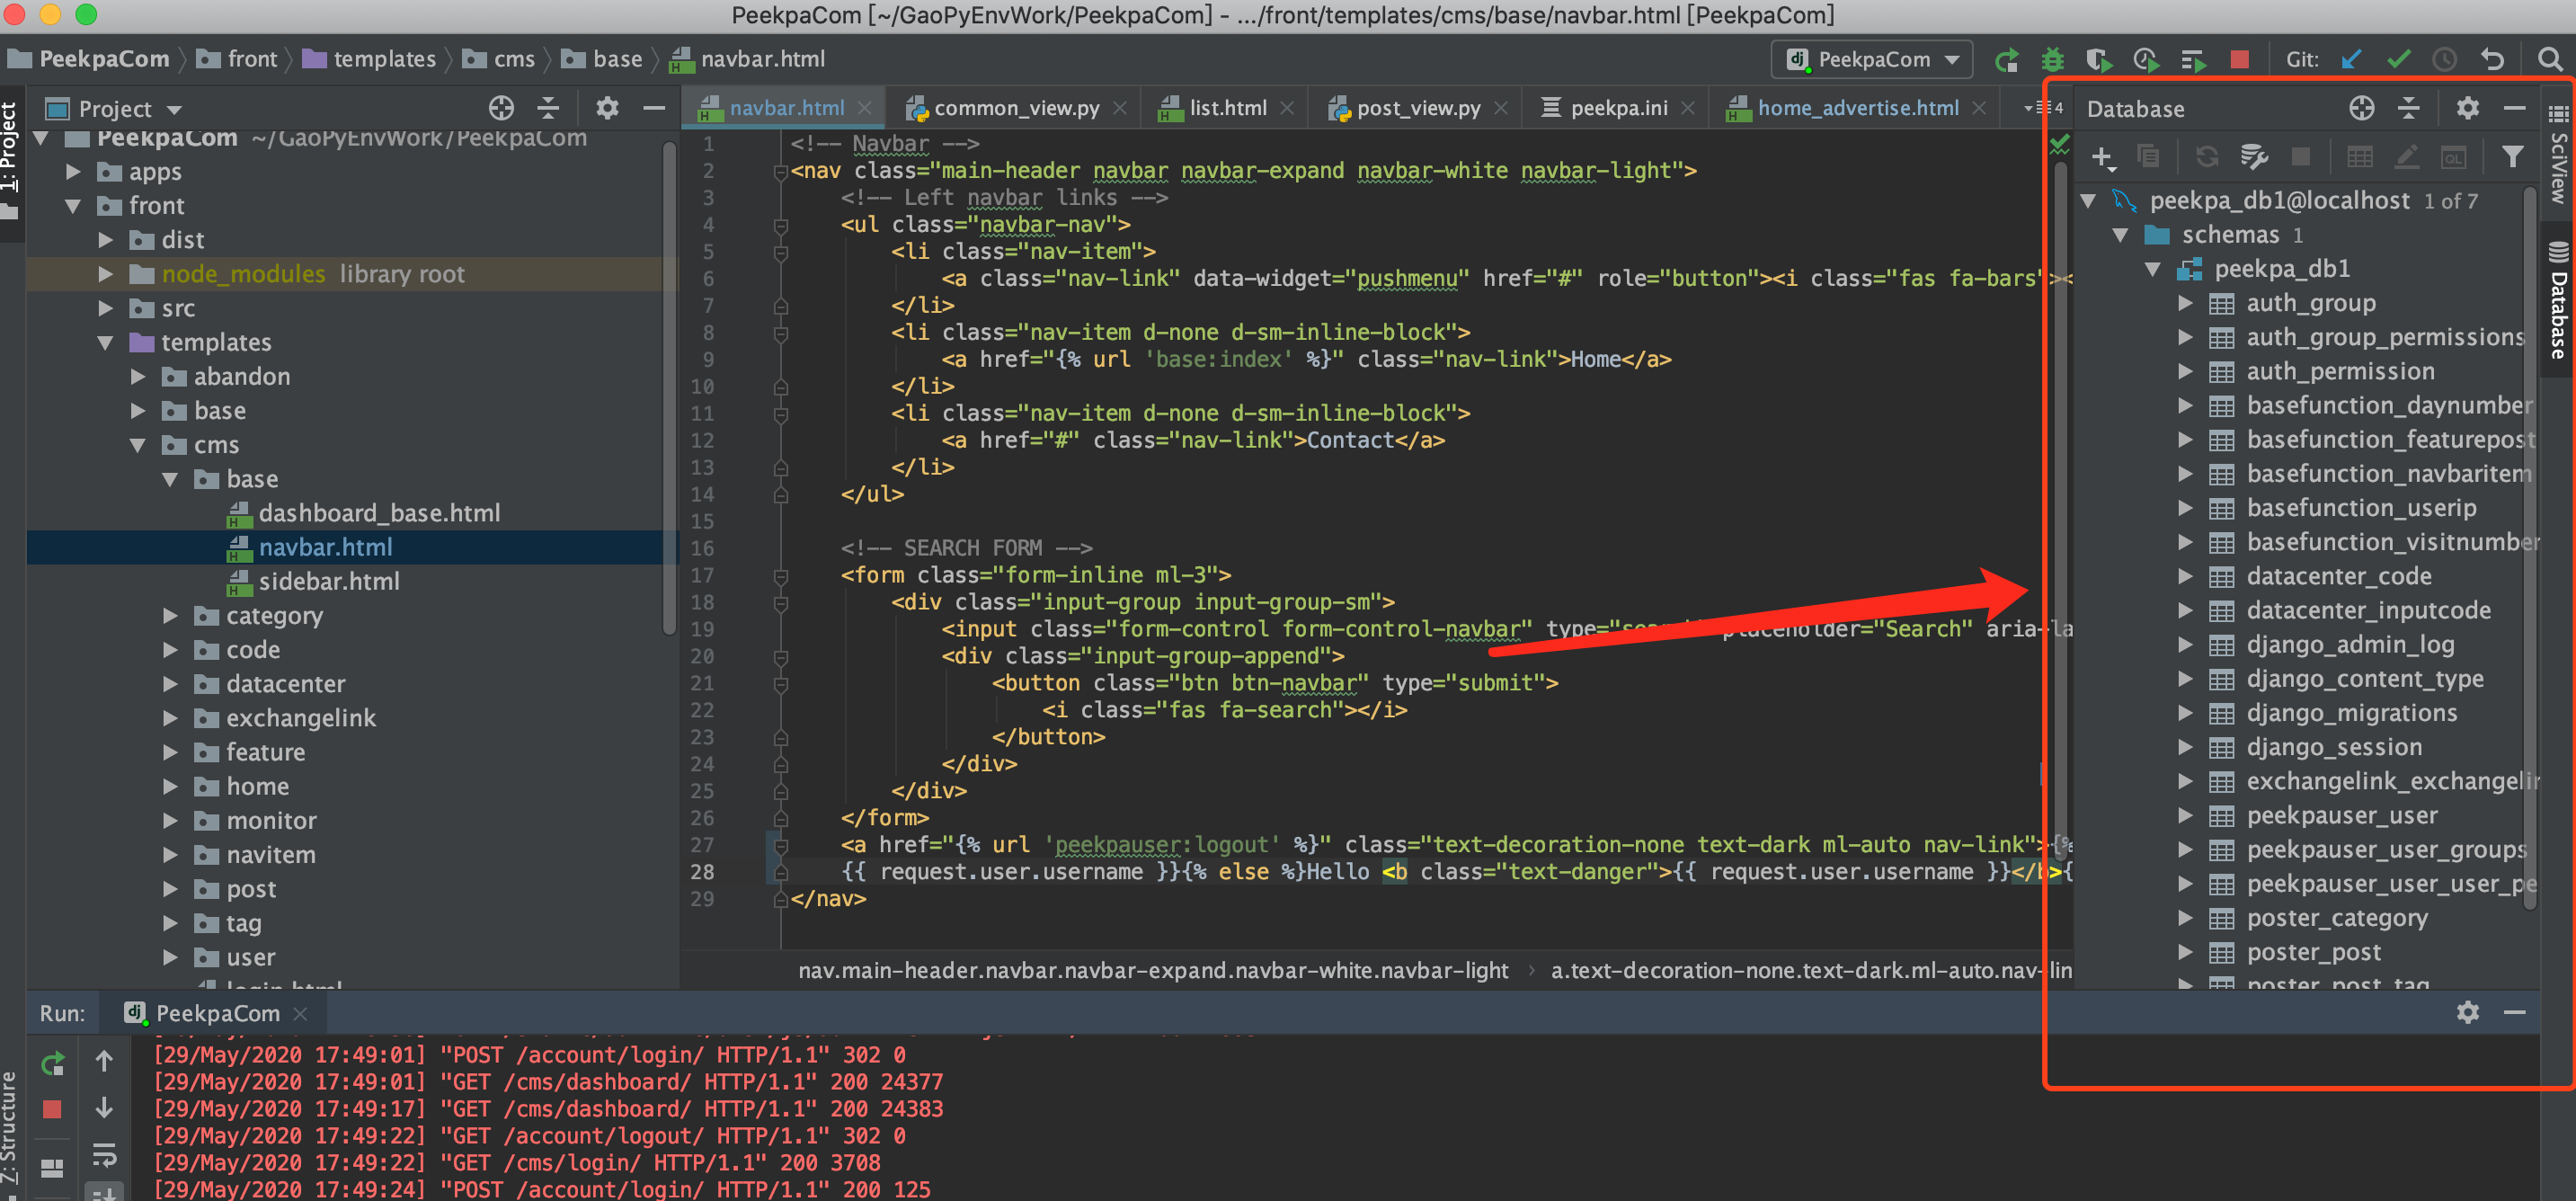 PeekpaCom [~/GaoPyEnvWork/PeekpaCom] - .../front/templates/cms/base/navbar.html [PeekpaCom]
PeekpaCom front templates cms base navbar.html
PeekpaCom Git:
1: Project
Project
PeekpaCom ~/GaoPyEnvWork/PeekpaCom
apps
front
dist
node_modules library root
src
templates
abandon
base
cms
base
dashboard_base.html
navbar.html
sidebar.html
category
code
datacenter
exchangelink
feature
home
monitor
navitem
post
tag
user
login.html
navbar.html common_view.py list.html post_view.py peekpa.ini home_advertise.html 4
1 <!-- Navbar -->
2 <nav class="main-header navbar navbar-expand navbar-white navbar-light">
3 <!-- Left navbar links -->
4 <ul class="navbar-nav">
5 <li class="nav-item">
6 <a class="nav-link" data-widget="pushmenu" href="#" role="button"><i class="fas fa-bars"><
7 </li>
8 <li class="nav-item d-none d-sm-inline-block">
9 <a href="{% url 'base:index' %}" class="nav-link">Home</a>
10 </li>
11 <li class="nav-item d-none d-sm-inline-block">
12 <a href="#" class="nav-link">Contact</a>
13 </li>
14 </ul>
15
16 <!-- SEARCH FORM -->
17 <form class="form-inline ml-3">
18 <div class="input-group input-group-sm">
19 <input class="form-control form-control-navbar" type="search" placeholder="Search" aria-la
20 <div class="input-group-append">
21 <button class="btn btn-navbar" type="submit">
22 <i class="fas fa-search"></i>
23 </button>
24 </div>
25 </div>
26 </form>
27 <a href="{% url 'peekpauser:logout' %}" class="text-decoration-none text-dark ml-auto nav-link">{%
28 {{ request.user.username }}{% else %}Hello <b class="text-danger">{{ request.user.username }}</b>{
29 </nav>
nav.main-header.navbar.navbar-expand.navbar-white.navbar-light a.text-decoration-none.text-dark.ml-auto.nav-lin
Database
QL
peekpa_db1@localhost 1 of 7
schemas 1
peekpa_db1
auth_group
auth_group_permissions
auth_permission
basefunction_daynumber
basefunction_featurepost
basefunction_navbaritem
basefunction_userip
basefunction_visitnumber
datacenter_code
datacenter_inputcode
django_admin_log
django_content_type
django_migrations
django_session
exchangelink_exchangelin
peekpauser_user
peekpauser_user_groups
peekpauser_user_user_pe
poster_category
poster_post
poster_post_tag
SciView
Database
Run: PeekpaCom
[29/May/2020 17:49:01] "POST /account/login/ HTTP/1.1" 302 0
[29/May/2020 17:49:01] "GET /cms/dashboard/ HTTP/1.1" 200 24377
[29/May/2020 17:49:17] "GET /cms/dashboard/ HTTP/1.1" 200 24383
[29/May/2020 17:49:22] "GET /account/logout/ HTTP/1.1" 302 0
[29/May/2020 17:49:22] "GET /cms/login/ HTTP/1.1" 200 3708
[29/May/2020 17:49:24] "POST /account/login/ HTTP/1.1" 200 125
Z: Structure